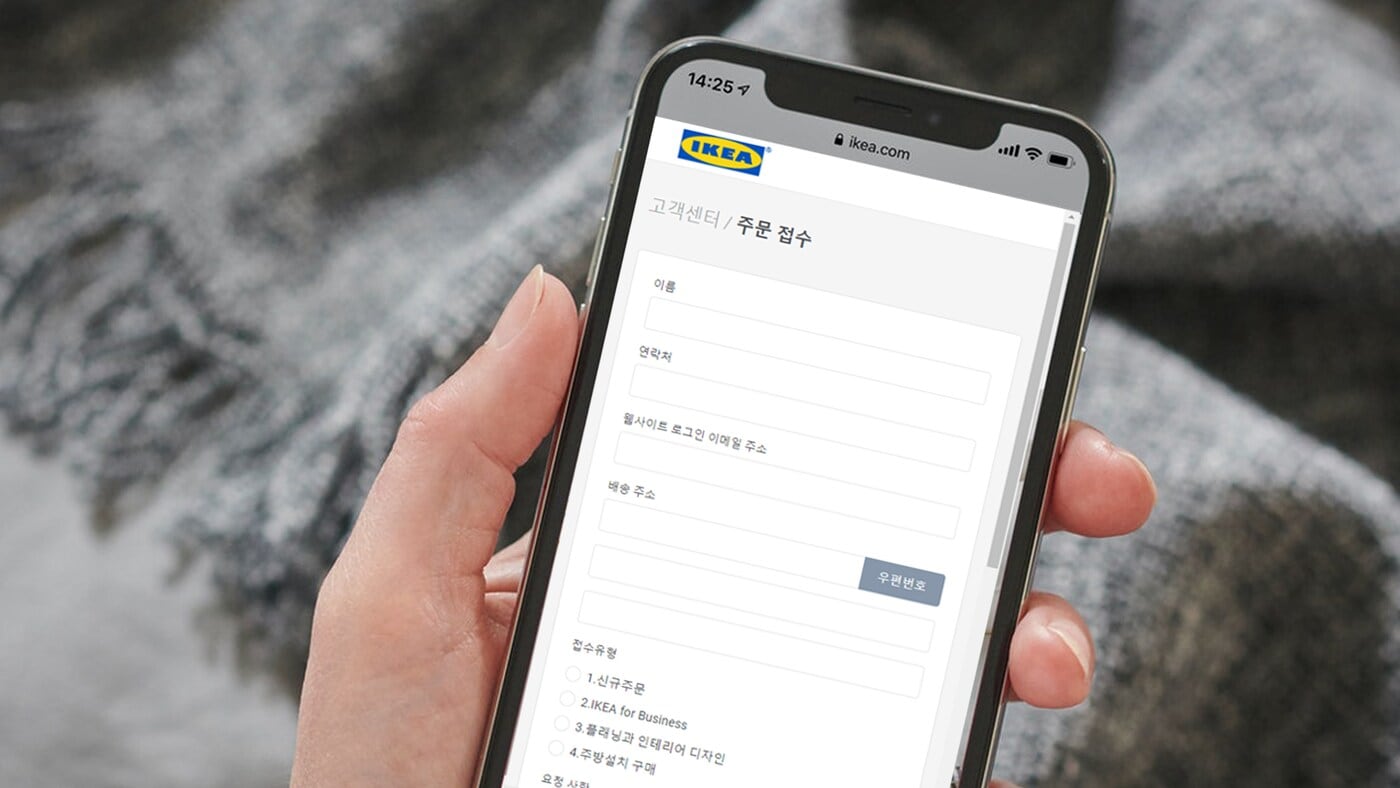 14:25
ikea.com
IKEA®
고객센터 / 주문 접수
이름
연락처
웹사이트 로그인 이메일 주소
배송 주소
우편번호
접수유형
1.신규주문
2.IKEA for Business
3.플래닝과 인테리어 디자인
4.주방설치 구매
요청 사항